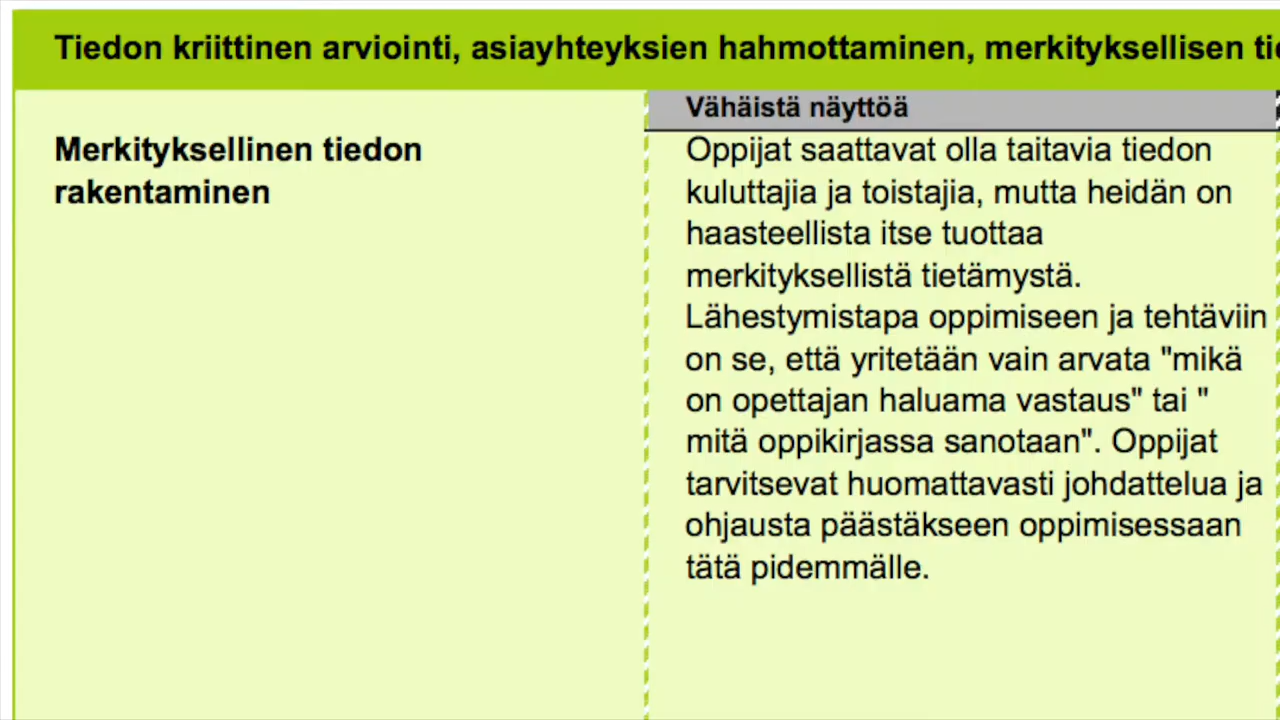 Tiedon kriittinen arviointi, asiayhteyksien hahmottaminen, merkityksellisen
Vähäistä näyttöä
Merkityksellinen tiedon
rakentaminen
Oppijat saattavat olla taitavia tiedon
kuluttajia ja toistajia, mutta heidän on
haasteellista itse tuottaa
merkityksellistä tietämystä.
Lähestymistapa oppimiseen ja tehtäviin
on se, että yritetään vain arvata "mikä
on opettajan haluama vastaus" tai "
mitä oppikirjassa sanotaan". Oppijat
tarvitsevat huomattavasti johdattelua ja
ohjausta päästäkseen oppimisessaan
tätä pidemmälle.